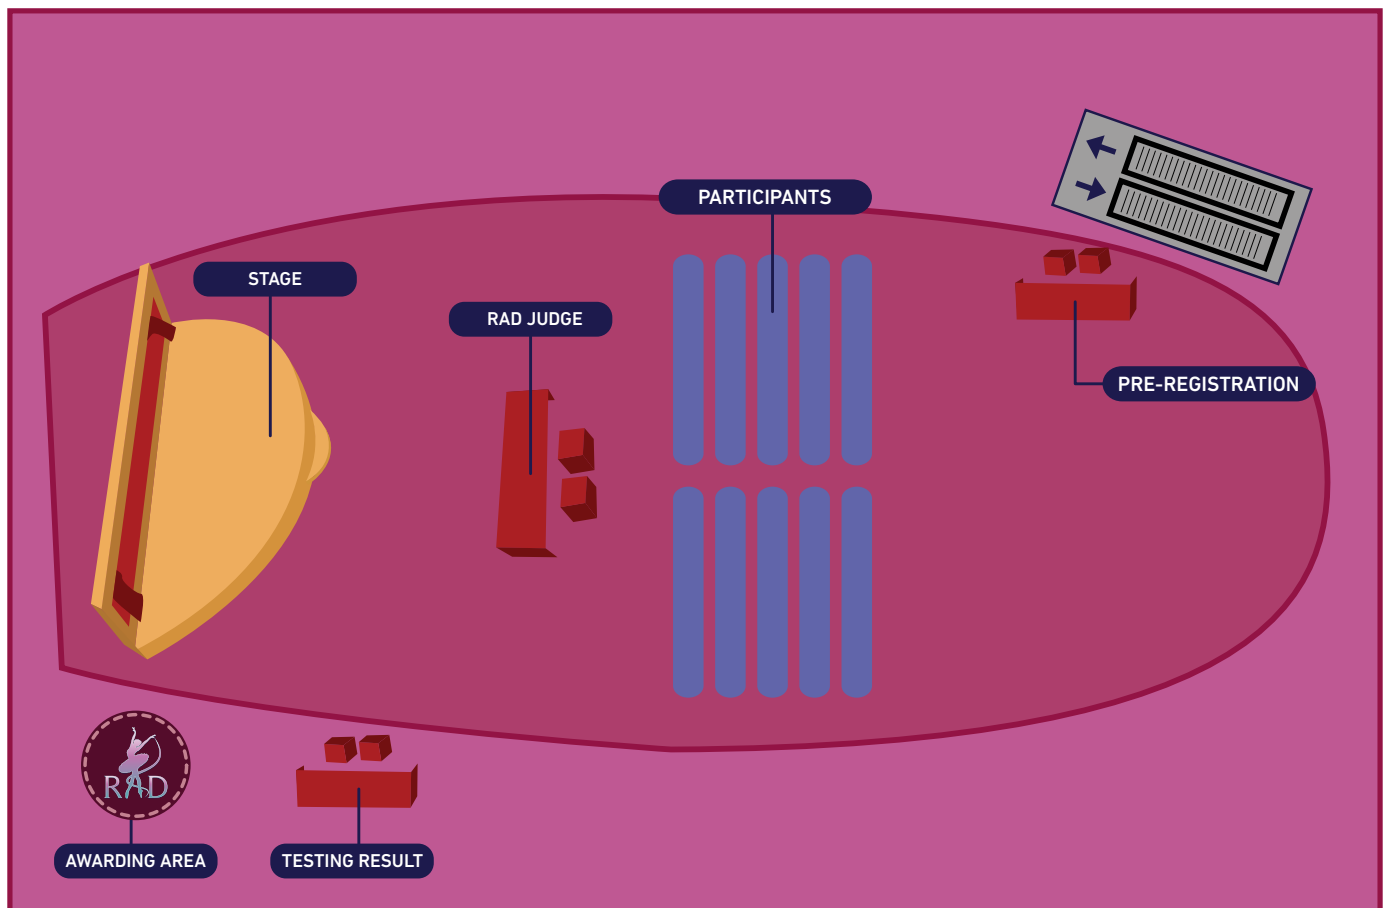 PARTICIPANTS
STAGE
RAD JUDGE
PRE-REGISTRATION
RAD
AWARDING AREA
TESTING RESULT